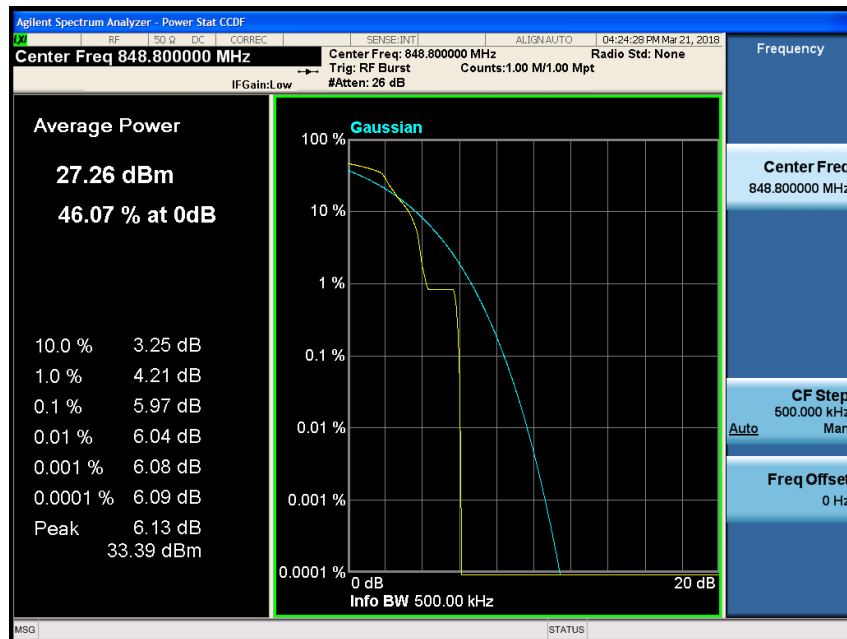 Agilent Spectrum Analyzer - Power Stat CCDF
LXI RF 50 Ω DC CORREC SENSE:INT ALIGN AUTO 04:24:28 PM Mar 21, 2018
Center Freq 848.800000 MHz
Center Freq: 848.800000 MHz Radio Std: None
Trig: RF Burst Counts:1.00 M/1.00 Mpt
IFGain:Low #Atten: 26 dB
Average Power
27.26 dBm
46.07 % at 0dB
10.0 % 3.25 dB
1.0 % 4.21 dB
0.1 % 5.97 dB
0.01 % 6.04 dB
0.001 % 6.08 dB
0.0001 % 6.09 dB
Peak 6.13 dB
33.39 dBm
Gaussian
100 %
10 %
1 %
0.1 %
0.01 %
0.001 %
0.0001 %
0 dB 20 dB
Info BW 500.00 kHz
Frequency
Center Freq
848.800000 MHz
CF Step
500.000 kHz
Auto Man
Freq Offset
0 Hz
MSG STATUS